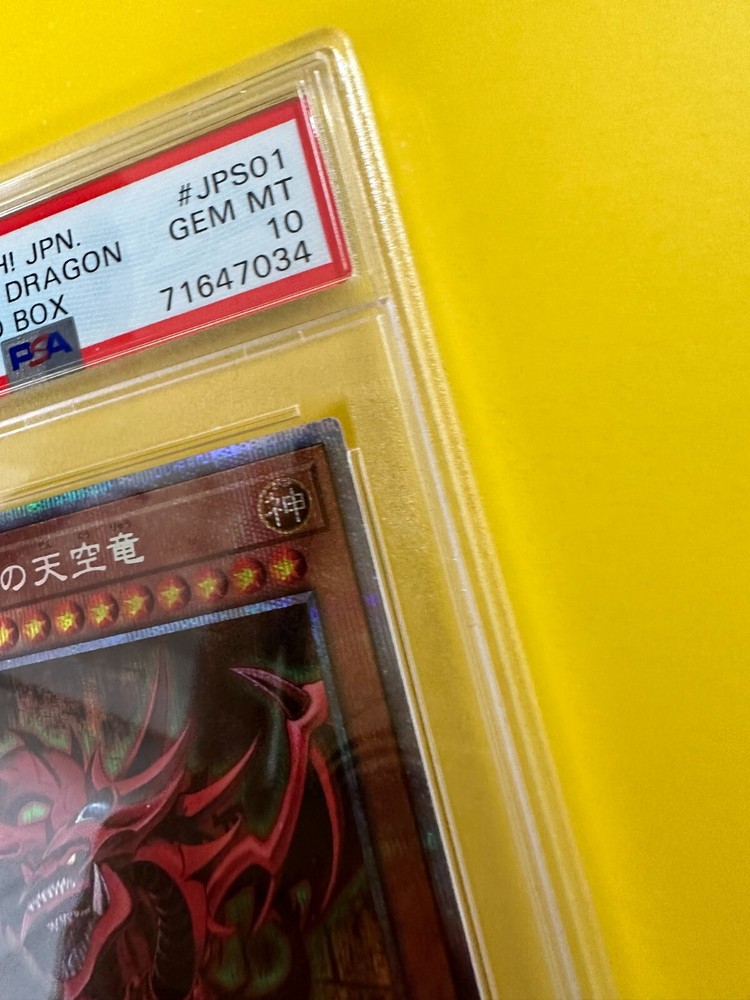 #JPS01
H! JPN. GEM MT
DRAGON 10
BOX 71647034
PSA
神
の天空竜